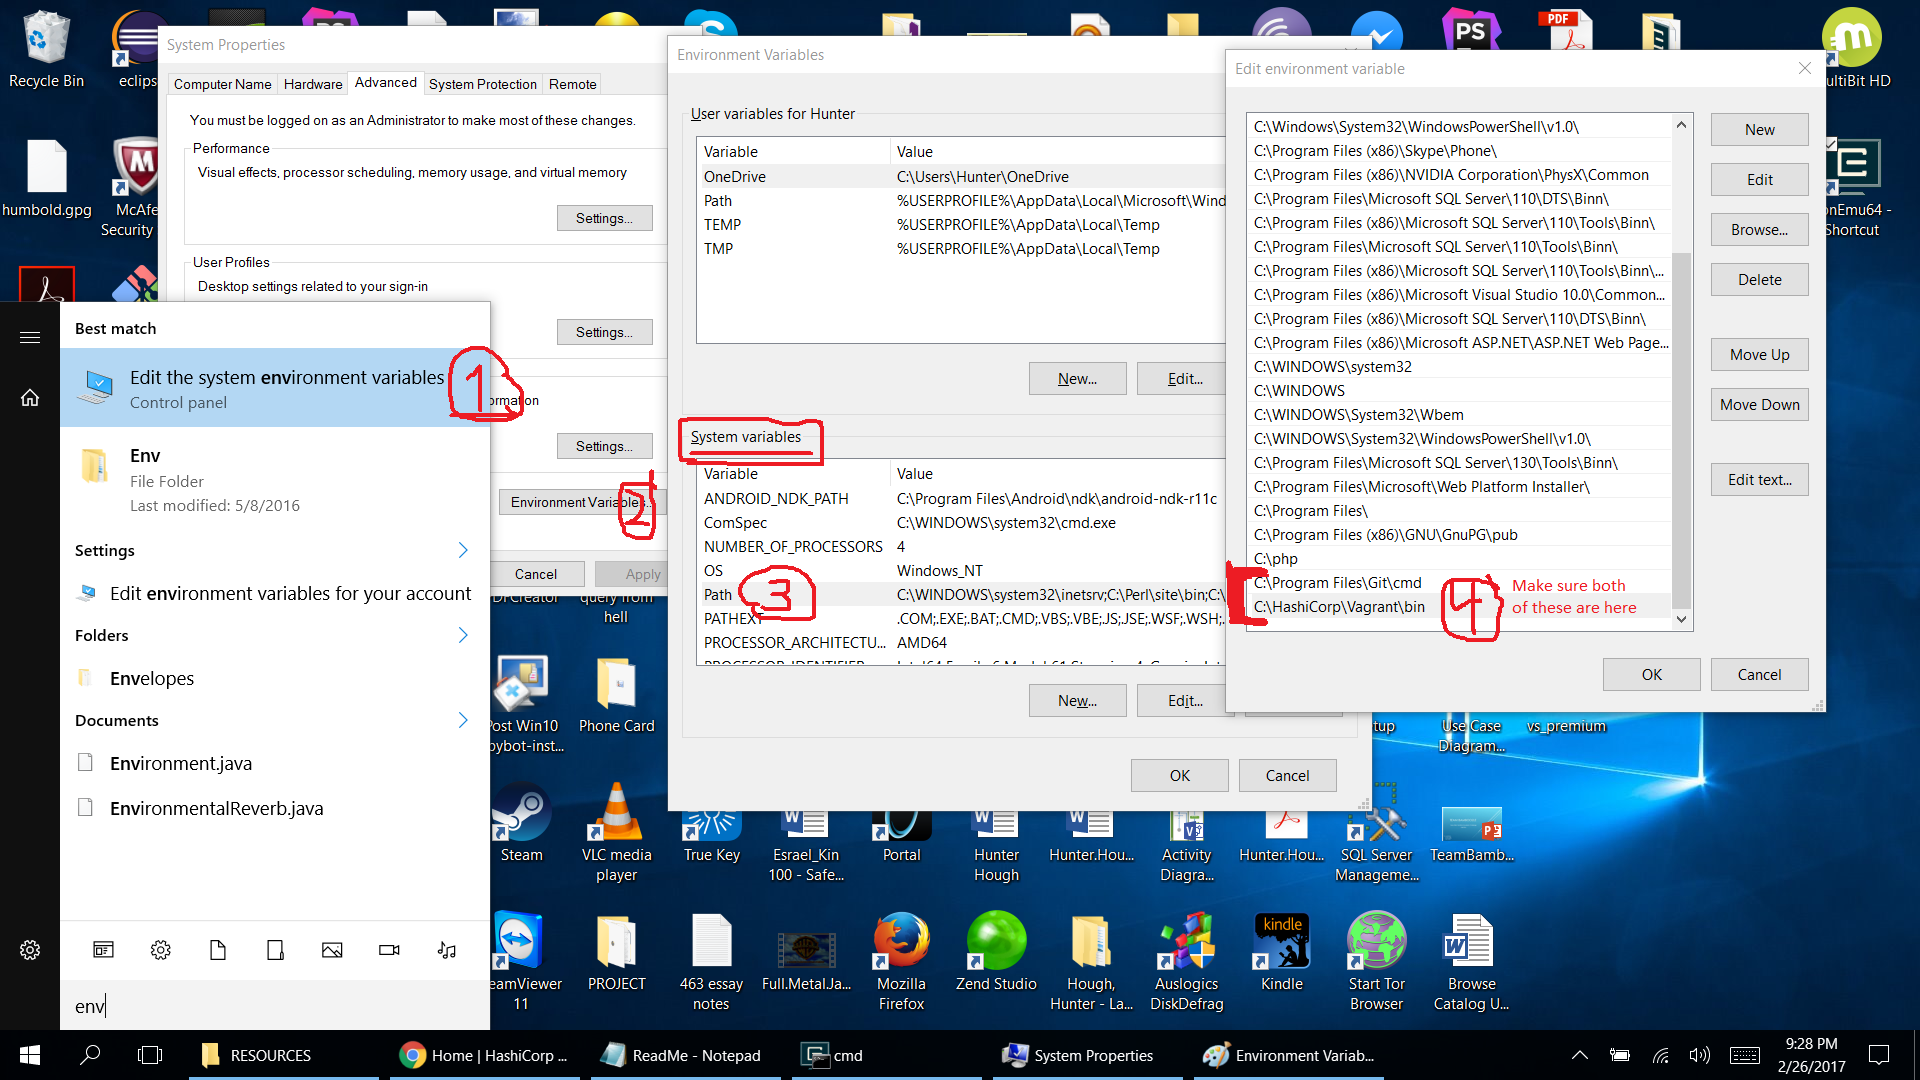 Recycle Bin
eclips
humbold.gpg
McAfe
Security
MultiBit HD
onEmu64 -
Shortcut
PS
PDF
System Properties
Computer Name
Hardware
Advanced
System Protection
Remote
You must be logged on as an Administrator to make most of these changes.
Performance
Visual effects, processor scheduling, memory usage, and virtual memory
Settings...
User Profiles
Desktop settings related to your sign-in
Settings...
ormation
Settings...
Environment Variables...
Cancel
Apply
Best match
Edit the system environment variables
Control panel
1
Env
File Folder
Last modified: 5/8/2016
Settings
Edit environment variables for your account
Folders
Envelopes
Documents
Environment.java
EnvironmentalReverb.java
env
2
Environment Variables
User variables for Hunter
Variable Value
OneDrive C:\Users\Hunter\OneDrive
Path %USERPROFILE%\AppData\Local\Microsoft\Wind
TEMP %USERPROFILE%\AppData\Local\Temp
TMP %USERPROFILE%\AppData\Local\Temp
New... Edit...
System variables
Variable Value
ANDROID_NDK_PATH C:\Program Files\Android\ndk\android-ndk-r11c
ComSpec C:\WINDOWS\system32\cmd.exe
NUMBER_OF_PROCESSORS 4
OS Windows_NT
Path C:\WINDOWS\system32\inetsrv;C:\Perl\site\bin;C:\
3
PATHEXT .COM;.EXE;.BAT;.CMD;.VBS;.VBE;.JS;.JSE;.WSF;.WSH;.
PROCESSOR_ARCHITECTU... AMD64
New... Edit...
OK Cancel
Edit environment variable
C:\Windows\System32\WindowsPowerShell\v1.0\
C:\Program Files (x86)\Skype\Phone\
C:\Program Files (x86)\NVIDIA Corporation\PhysX\Common
C:\Program Files\Microsoft SQL Server\110\DTS\Binn\
C:\Program Files (x86)\Microsoft SQL Server\110\Tools\Binn\
C:\Program Files\Microsoft SQL Server\110\Tools\Binn\
C:\Program Files (x86)\Microsoft SQL Server\110\Tools\Binn\...
C:\Program Files (x86)\Microsoft Visual Studio 10.0\Common...
C:\Program Files (x86)\Microsoft SQL Server\110\DTS\Binn\
C:\Program Files (x86)\Microsoft ASP.NET\ASP.NET Web Page...
C:\WINDOWS\system32
C:\WINDOWS
C:\WINDOWS\System32\Wbem
C:\WINDOWS\System32\WindowsPowerShell\v1.0\
C:\Program Files\Microsoft SQL Server\130\Tools\Binn\
C:\Program Files\Microsoft\Web Platform Installer\
C:\Program Files\
C:\Program Files (x86)\GNU\GnuPG\pub
C:\php
C:\Program Files\Git\cmd
C:\HashiCorp\Vagrant\bin
4
Make sure both
of these are here
New
Edit
Browse...
Delete
Move Up
Move Down
Edit text...
OK
Cancel
query from
hell
Post Win10
pybot-inst...
Phone Card
tup
Use Case
Diagram...
vs_premium
Steam
VLC media
player
True Key
Esrael_Kin
100 - Safe...
Portal
Hunter
Hough
Hunter.Hou...
Activity
Diagra...
Hunter.Hou...
SQL Server
Manageme...
TeamBamb...
eamViewer
11
PROJECT
463 essay
notes
Full.Metal.Ja...
Mozilla
Firefox
Zend Studio
Hough,
Hunter - La...
Auslogics
DiskDefrag
kindle
Kindle
Start Tor
Browser
Browse
Catalog U...
RESOURCES
Home | HashiCorp ...
ReadMe - Notepad
cmd
System Properties
Environment Variab...
9:28 PM
2/26/2017